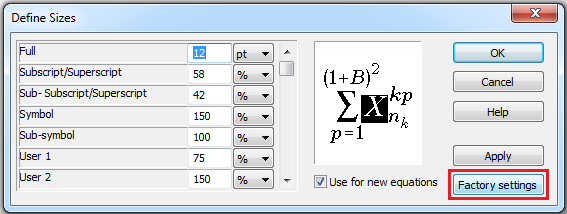 Define Sizes
Full 12 pt
Subscript/Superscript 58 %
Sub- Subscript/Superscript 42 %
Symbol 150 %
Sub-symbol 100 %
User 1 75 %
User 2 150 %
(1+B)²
∑ X kp
nk
p=1
Use for new equations
OK
Cancel
Help
Apply
Factory settings